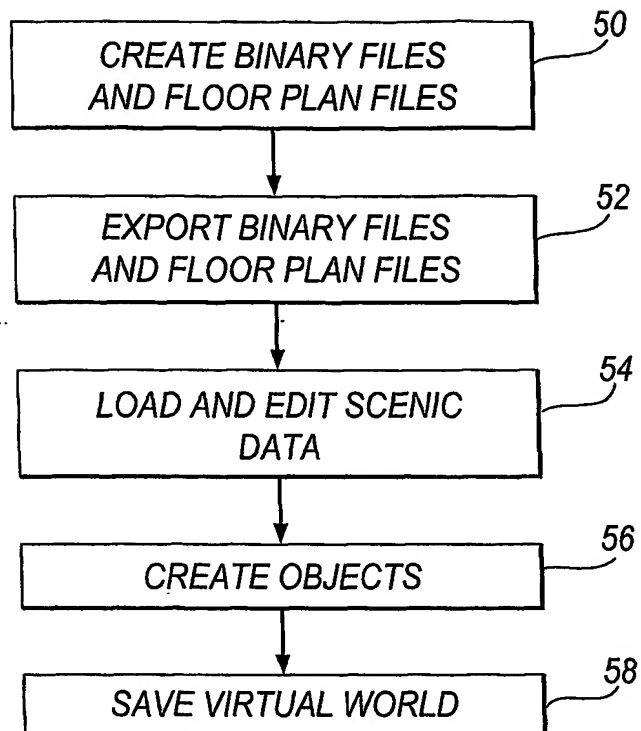 50
CREATE BINARY FILES
AND FLOOR PLAN FILES
52
EXPORT BINARY FILES
AND FLOOR PLAN FILES
54
LOAD AND EDIT SCENIC
DATA
56
CREATE OBJECTS
58
SAVE VIRTUAL WORLD